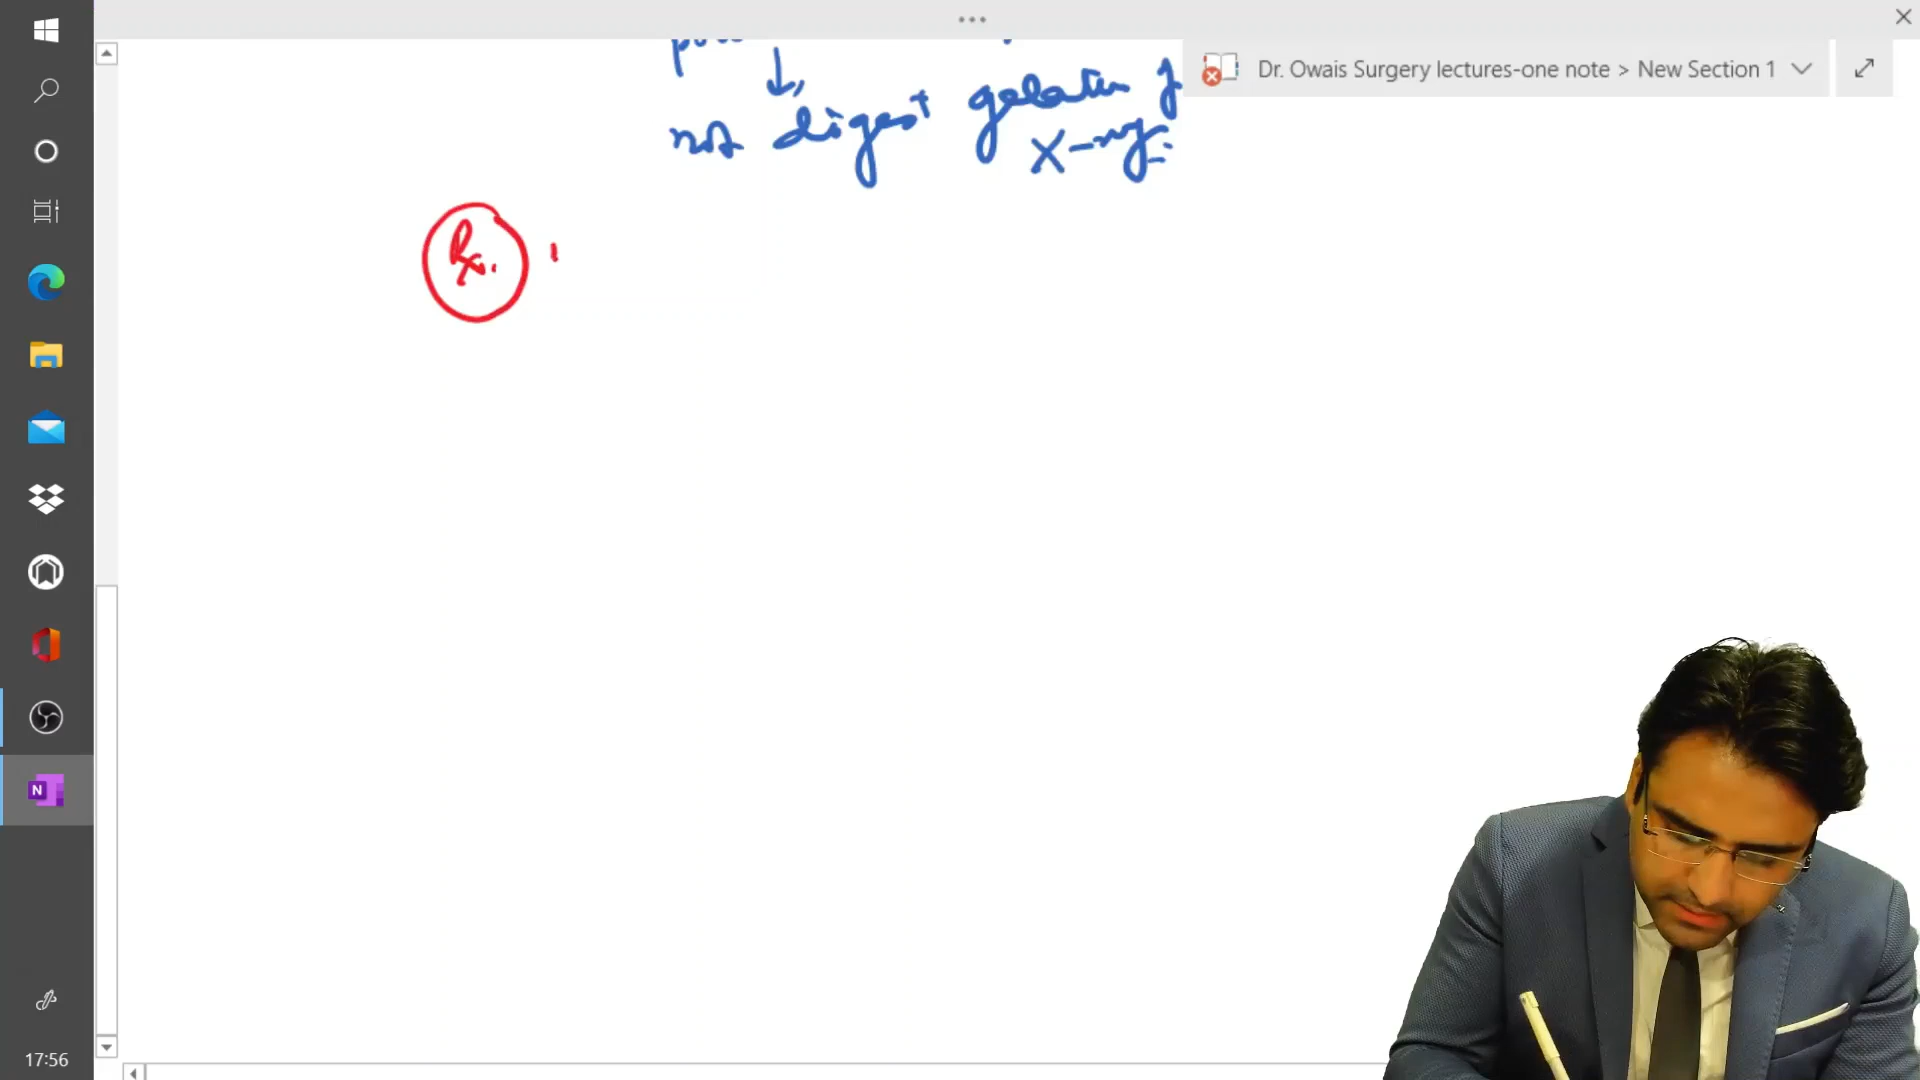 Dr. Owais Surgery lectures-one note > New Section 1
not digest gelatin
X-ray
Rx.
N
17:56